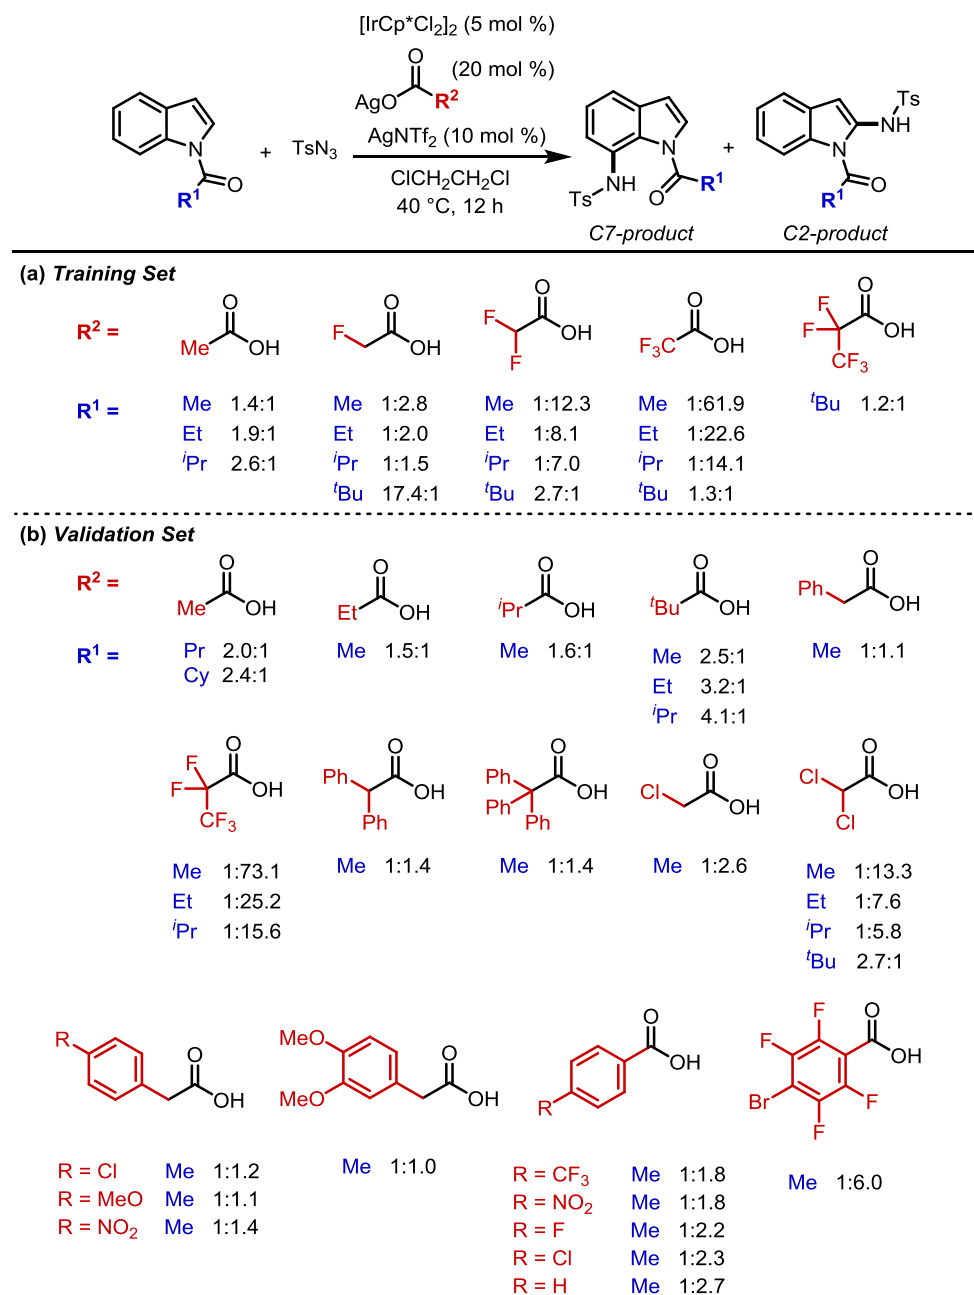 [IrCp*Cl2]2 (5 mol %)
O
AgO R2 (20 mol %)
AgNTf2 (10 mol %)
ClCH2CH2Cl
40 °C, 12 h
N
R1 O
+ TsN3
Ts NH
N
O R1
C7-product
+
Ts
NH
N
R1 O
C2-product
(a) Training Set
R2 =
O
Me OH
O
F OH
O
F OH
F
O
F3C OH
O
F
F OH
CF3
R1 =
Me 1.4:1 Me 1:2.8 Me 1:12.3 Me 1:61.9 tBu 1.2:1
Et 1.9:1 Et 1:2.0 Et 1:8.1 Et 1:22.6
iPr 2.6:1 iPr 1:1.5 iPr 1:7.0 iPr 1:14.1
tBu 17.4:1 tBu 2.7:1 tBu 1.3:1
(b) Validation Set
R2 =
O
Me OH
O
Et OH
O
iPr OH
O
tBu OH
O
Ph OH
R1 =
Pr 2.0:1 Me 1.5:1 Me 1.6:1 Me 2.5:1 Me 1:1.1
Cy 2.4:1 Et 3.2:1
iPr 4.1:1
O
F
F OH
CF3
O
Ph OH
Ph
O
Ph
Ph OH
Ph
O
Cl OH
O
Cl OH
Cl
Me 1:73.1 Me 1:1.4 Me 1:1.4 Me 1:2.6 Me 1:13.3
Et 1:25.2 Et 1:7.6
iPr 1:15.6 iPr 1:5.8
tBu 2.7:1
R
O
OH
MeO
MeO
O
OH
O
OH
R
F
F
Br
F
F
O
OH
R = Cl Me 1:1.2
R = MeO Me 1:1.1
R = NO2 Me 1:1.4
Me 1:1.0
R = CF3 Me 1:1.8
R = NO2 Me 1:1.8
R = F Me 1:2.2
R = Cl Me 1:2.3
R = H Me 1:2.7
Me 1:6.0